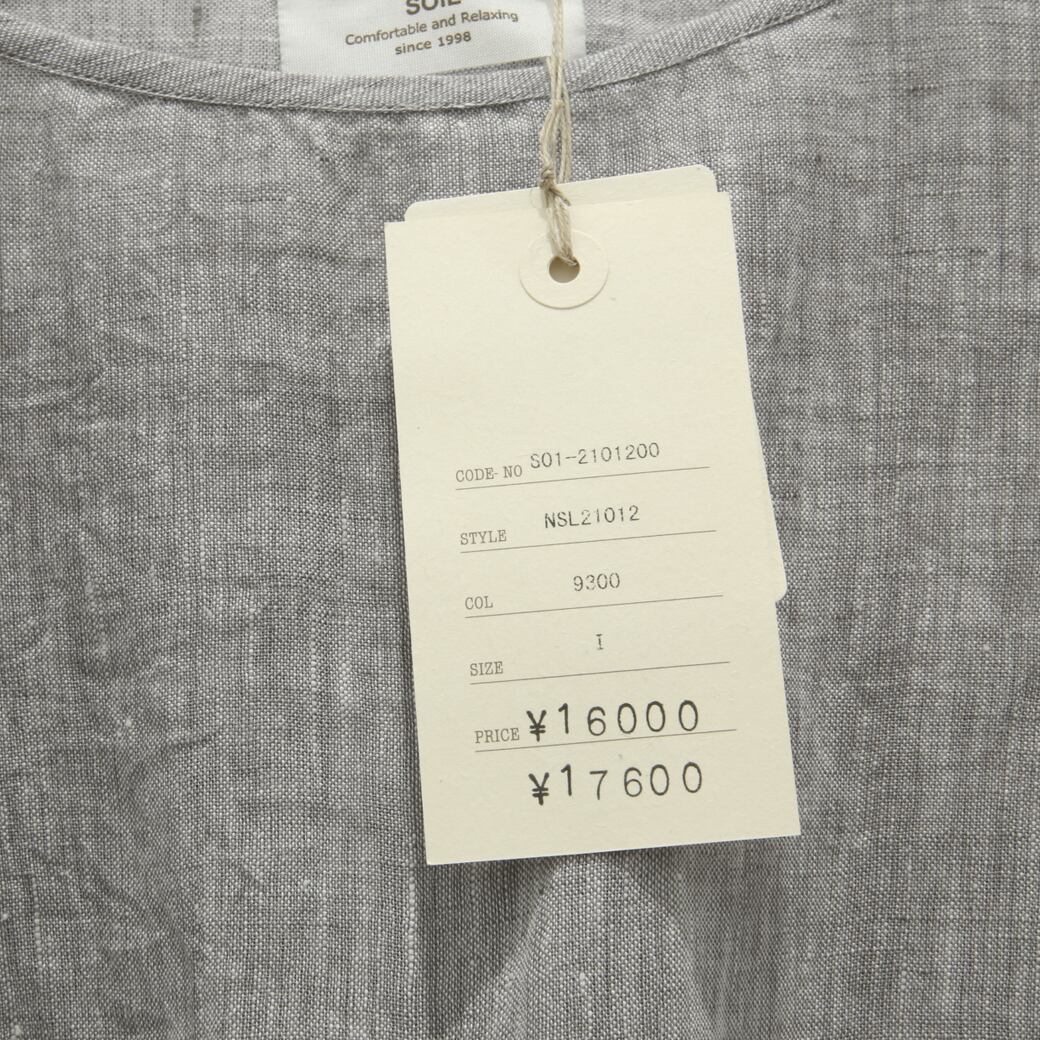 SOIL
Comfortable and Relaxing
since 1998
CODE-NO S01-2101200
STYLE NSL21012
COL 9300
SIZE I
PRICE ¥16000
¥17600